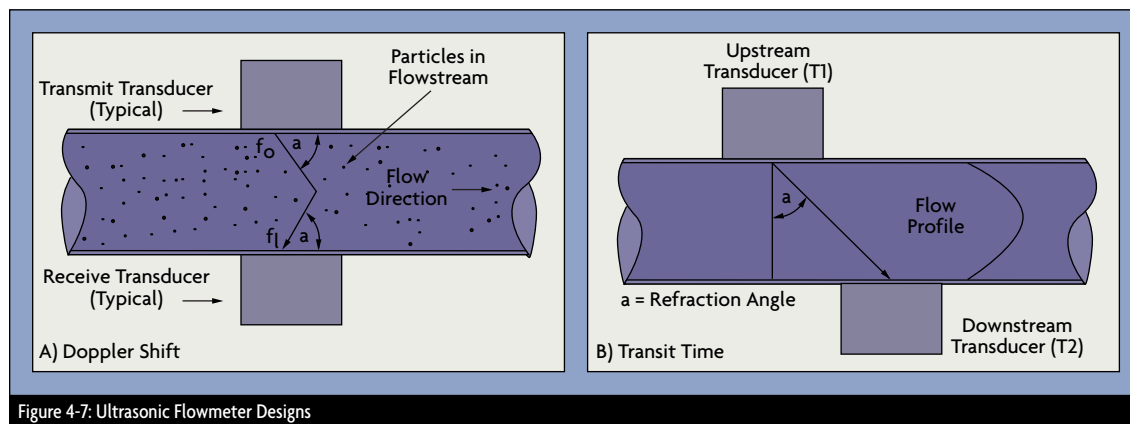 Particles in
Flowstream
Transmit Transducer
(Typical)
fo
a
Flow
Direction
fl
a
Receive Transducer
(Typical)
A) Doppler Shift
Upstream
Transducer (T1)
a
Flow
Profile
a = Refraction Angle
Downstream
Transducer (T2)
B) Transit Time
Figure 4-7: Ultrasonic Flowmeter Designs